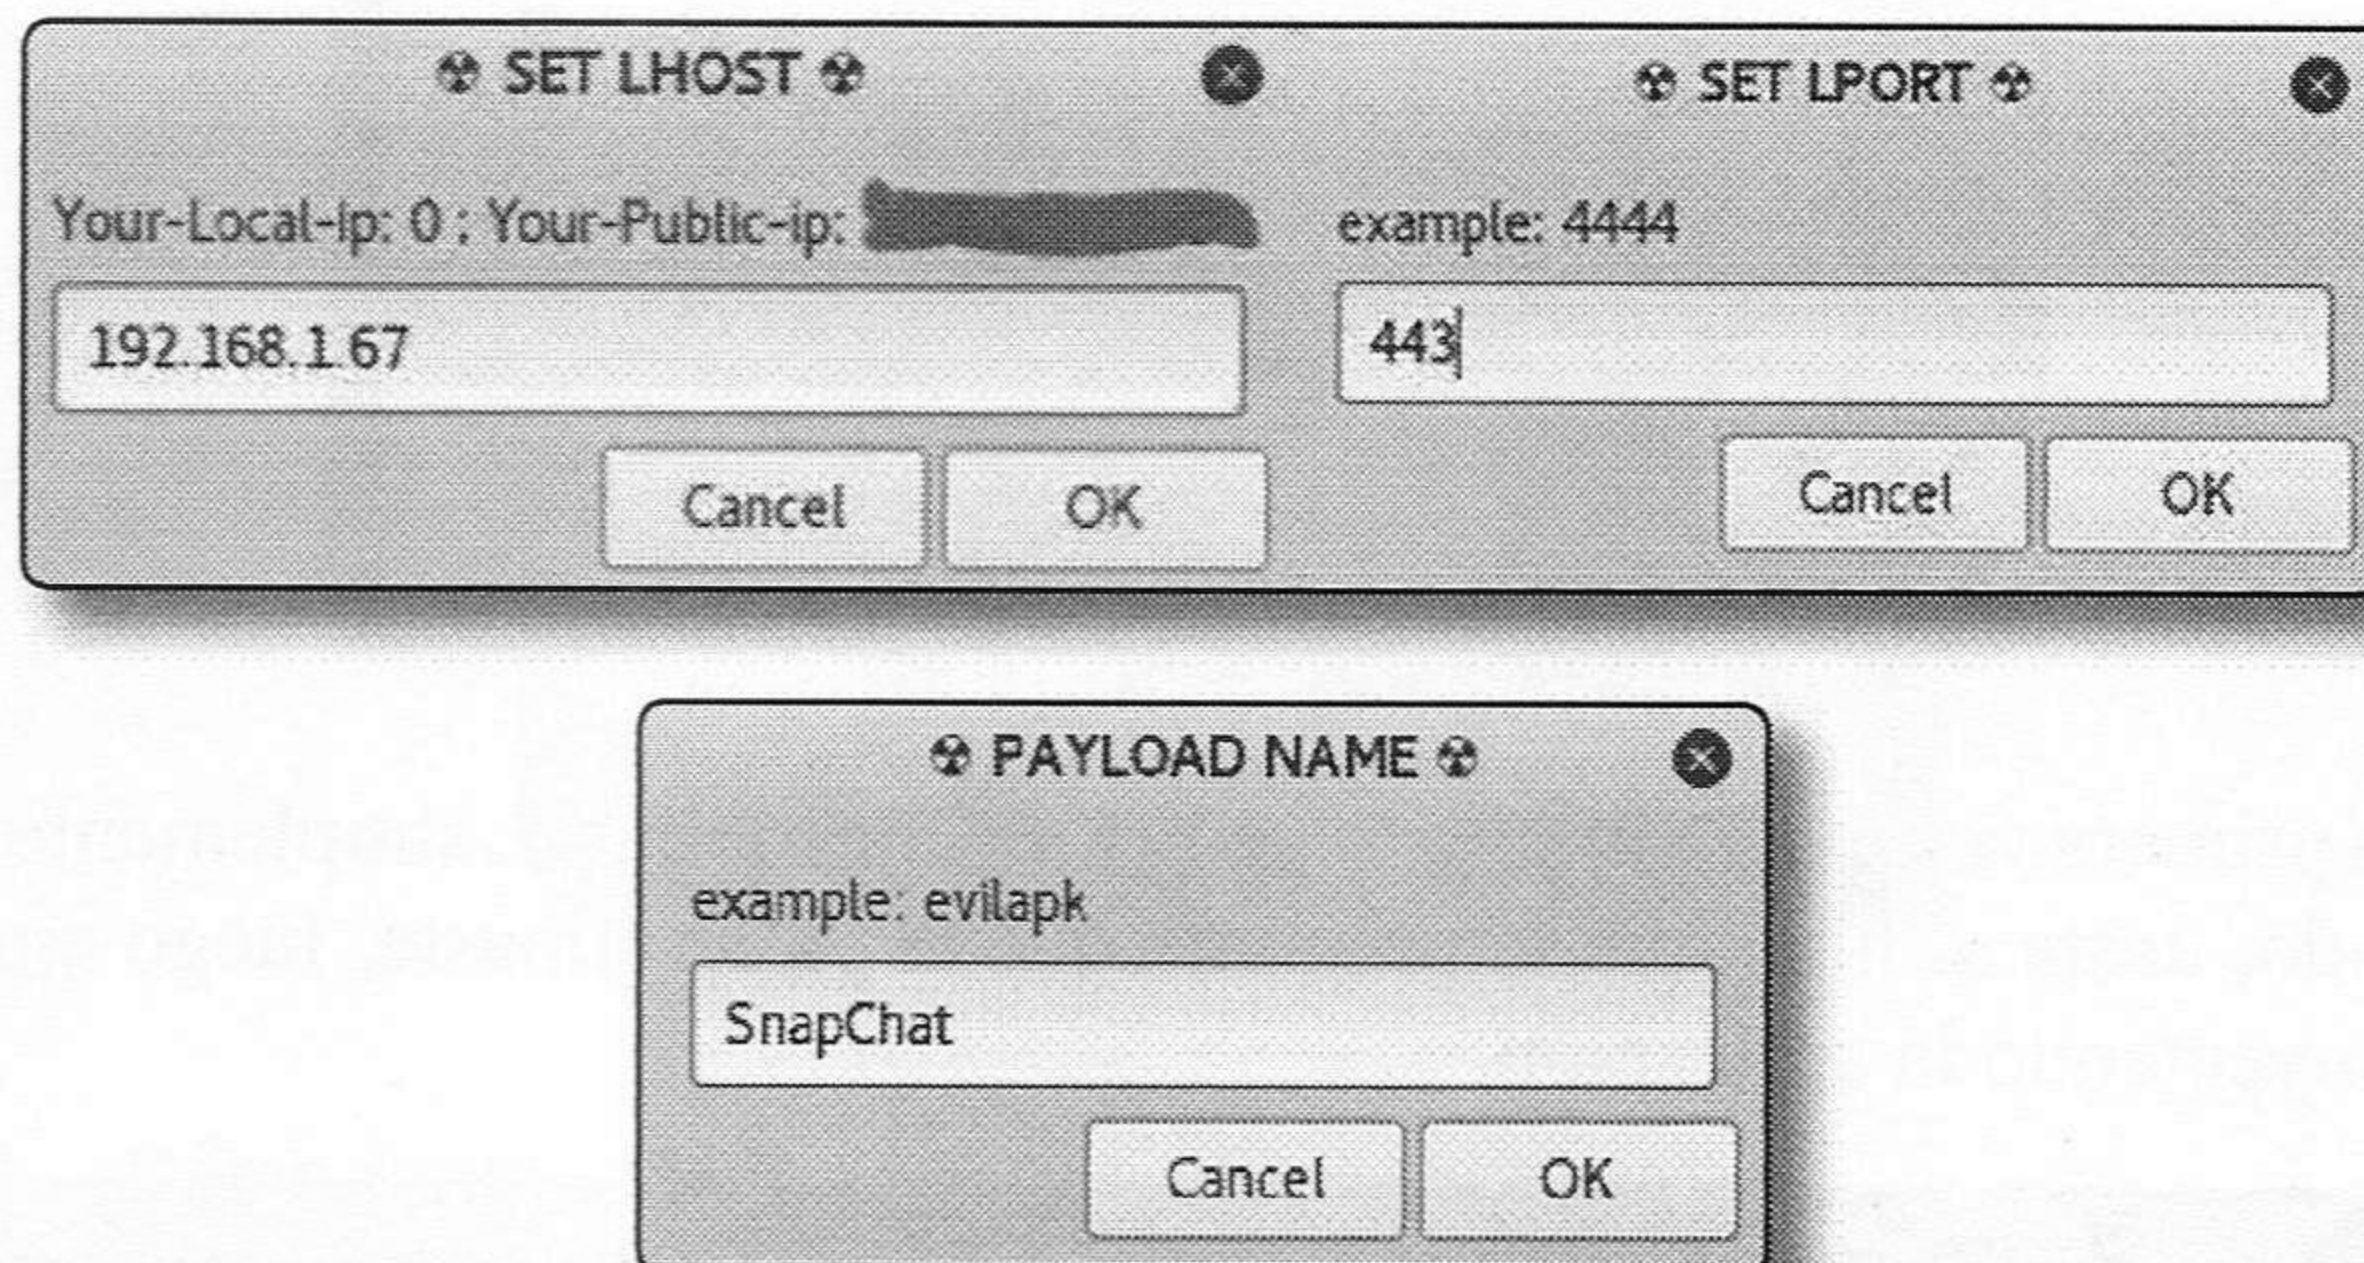 ☢ SET LHOST ☢
Your-Local-ip: 0 ; Your-Public-ip:
192.168.1.67
Cancel OK
☢ SET LPORT ☢
example: 4444
443
Cancel OK
☢ PAYLOAD NAME ☢
example: evilapk
SnapChat
Cancel OK